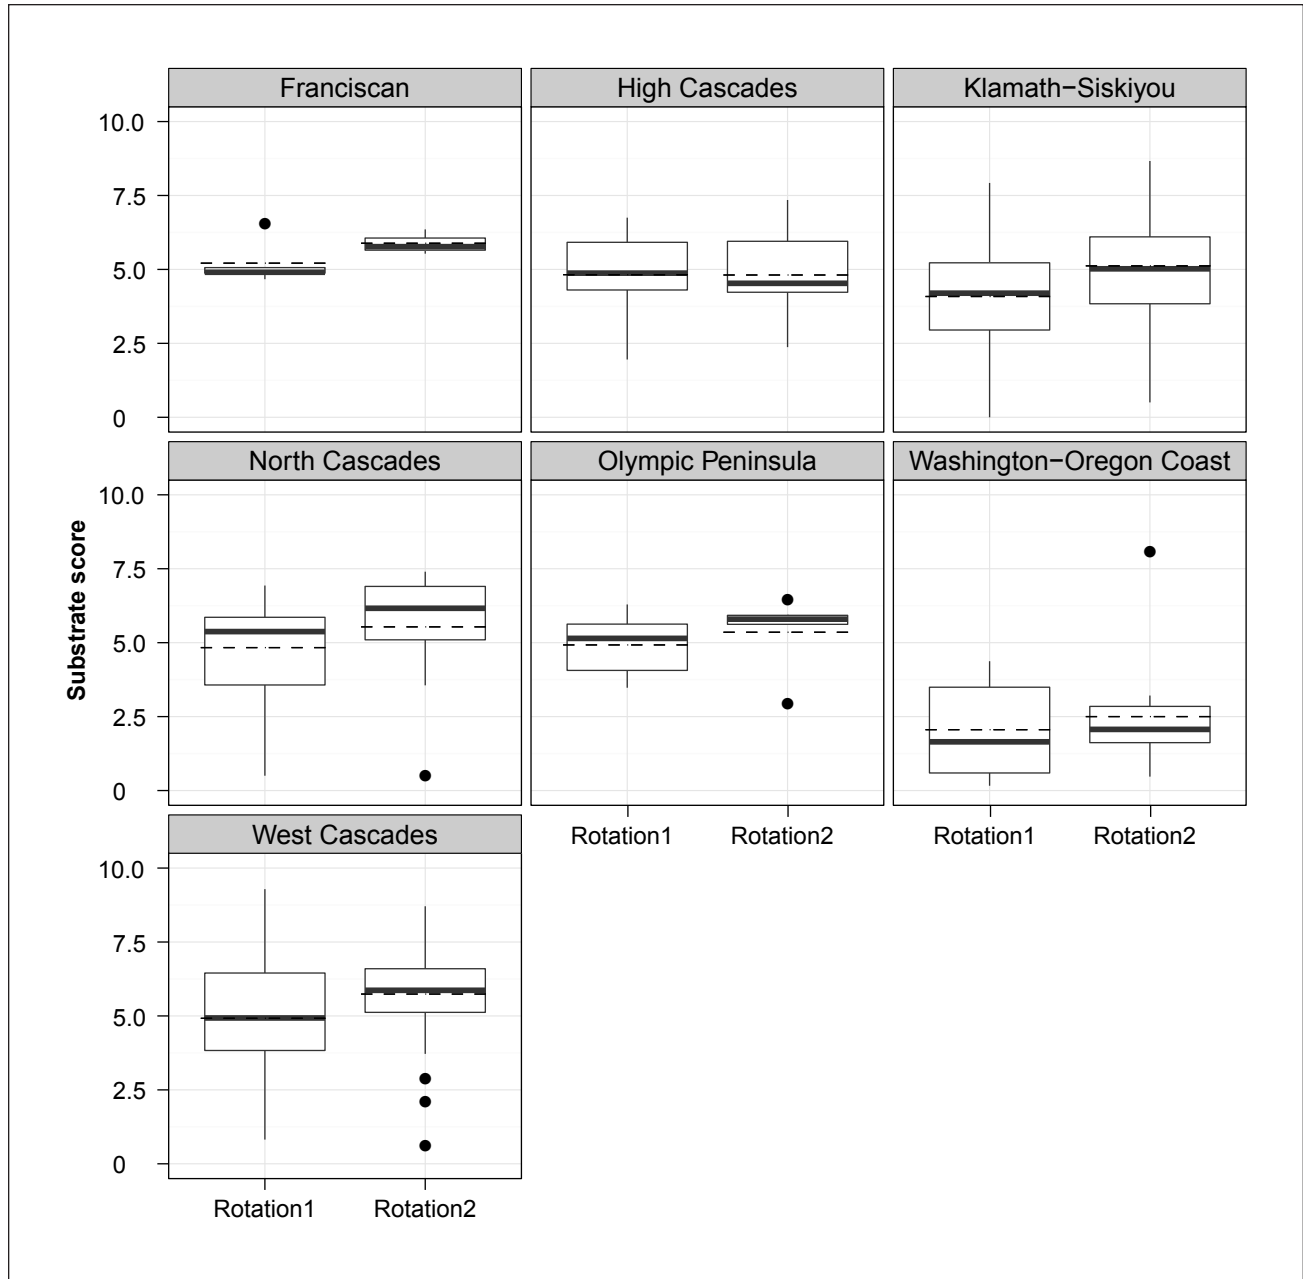 Franciscan
High Cascades
Klamath−Siskiyou
10.0
7.5
5.0
2.5
0
North Cascades
Olympic Peninsula
Washington−Oregon Coast
10.0
7.5
5.0
2.5
0
Substrate score
Rotation1
Rotation2
Rotation1
Rotation2
West Cascades
10.0
7.5
5.0
2.5
0
Rotation1
Rotation2